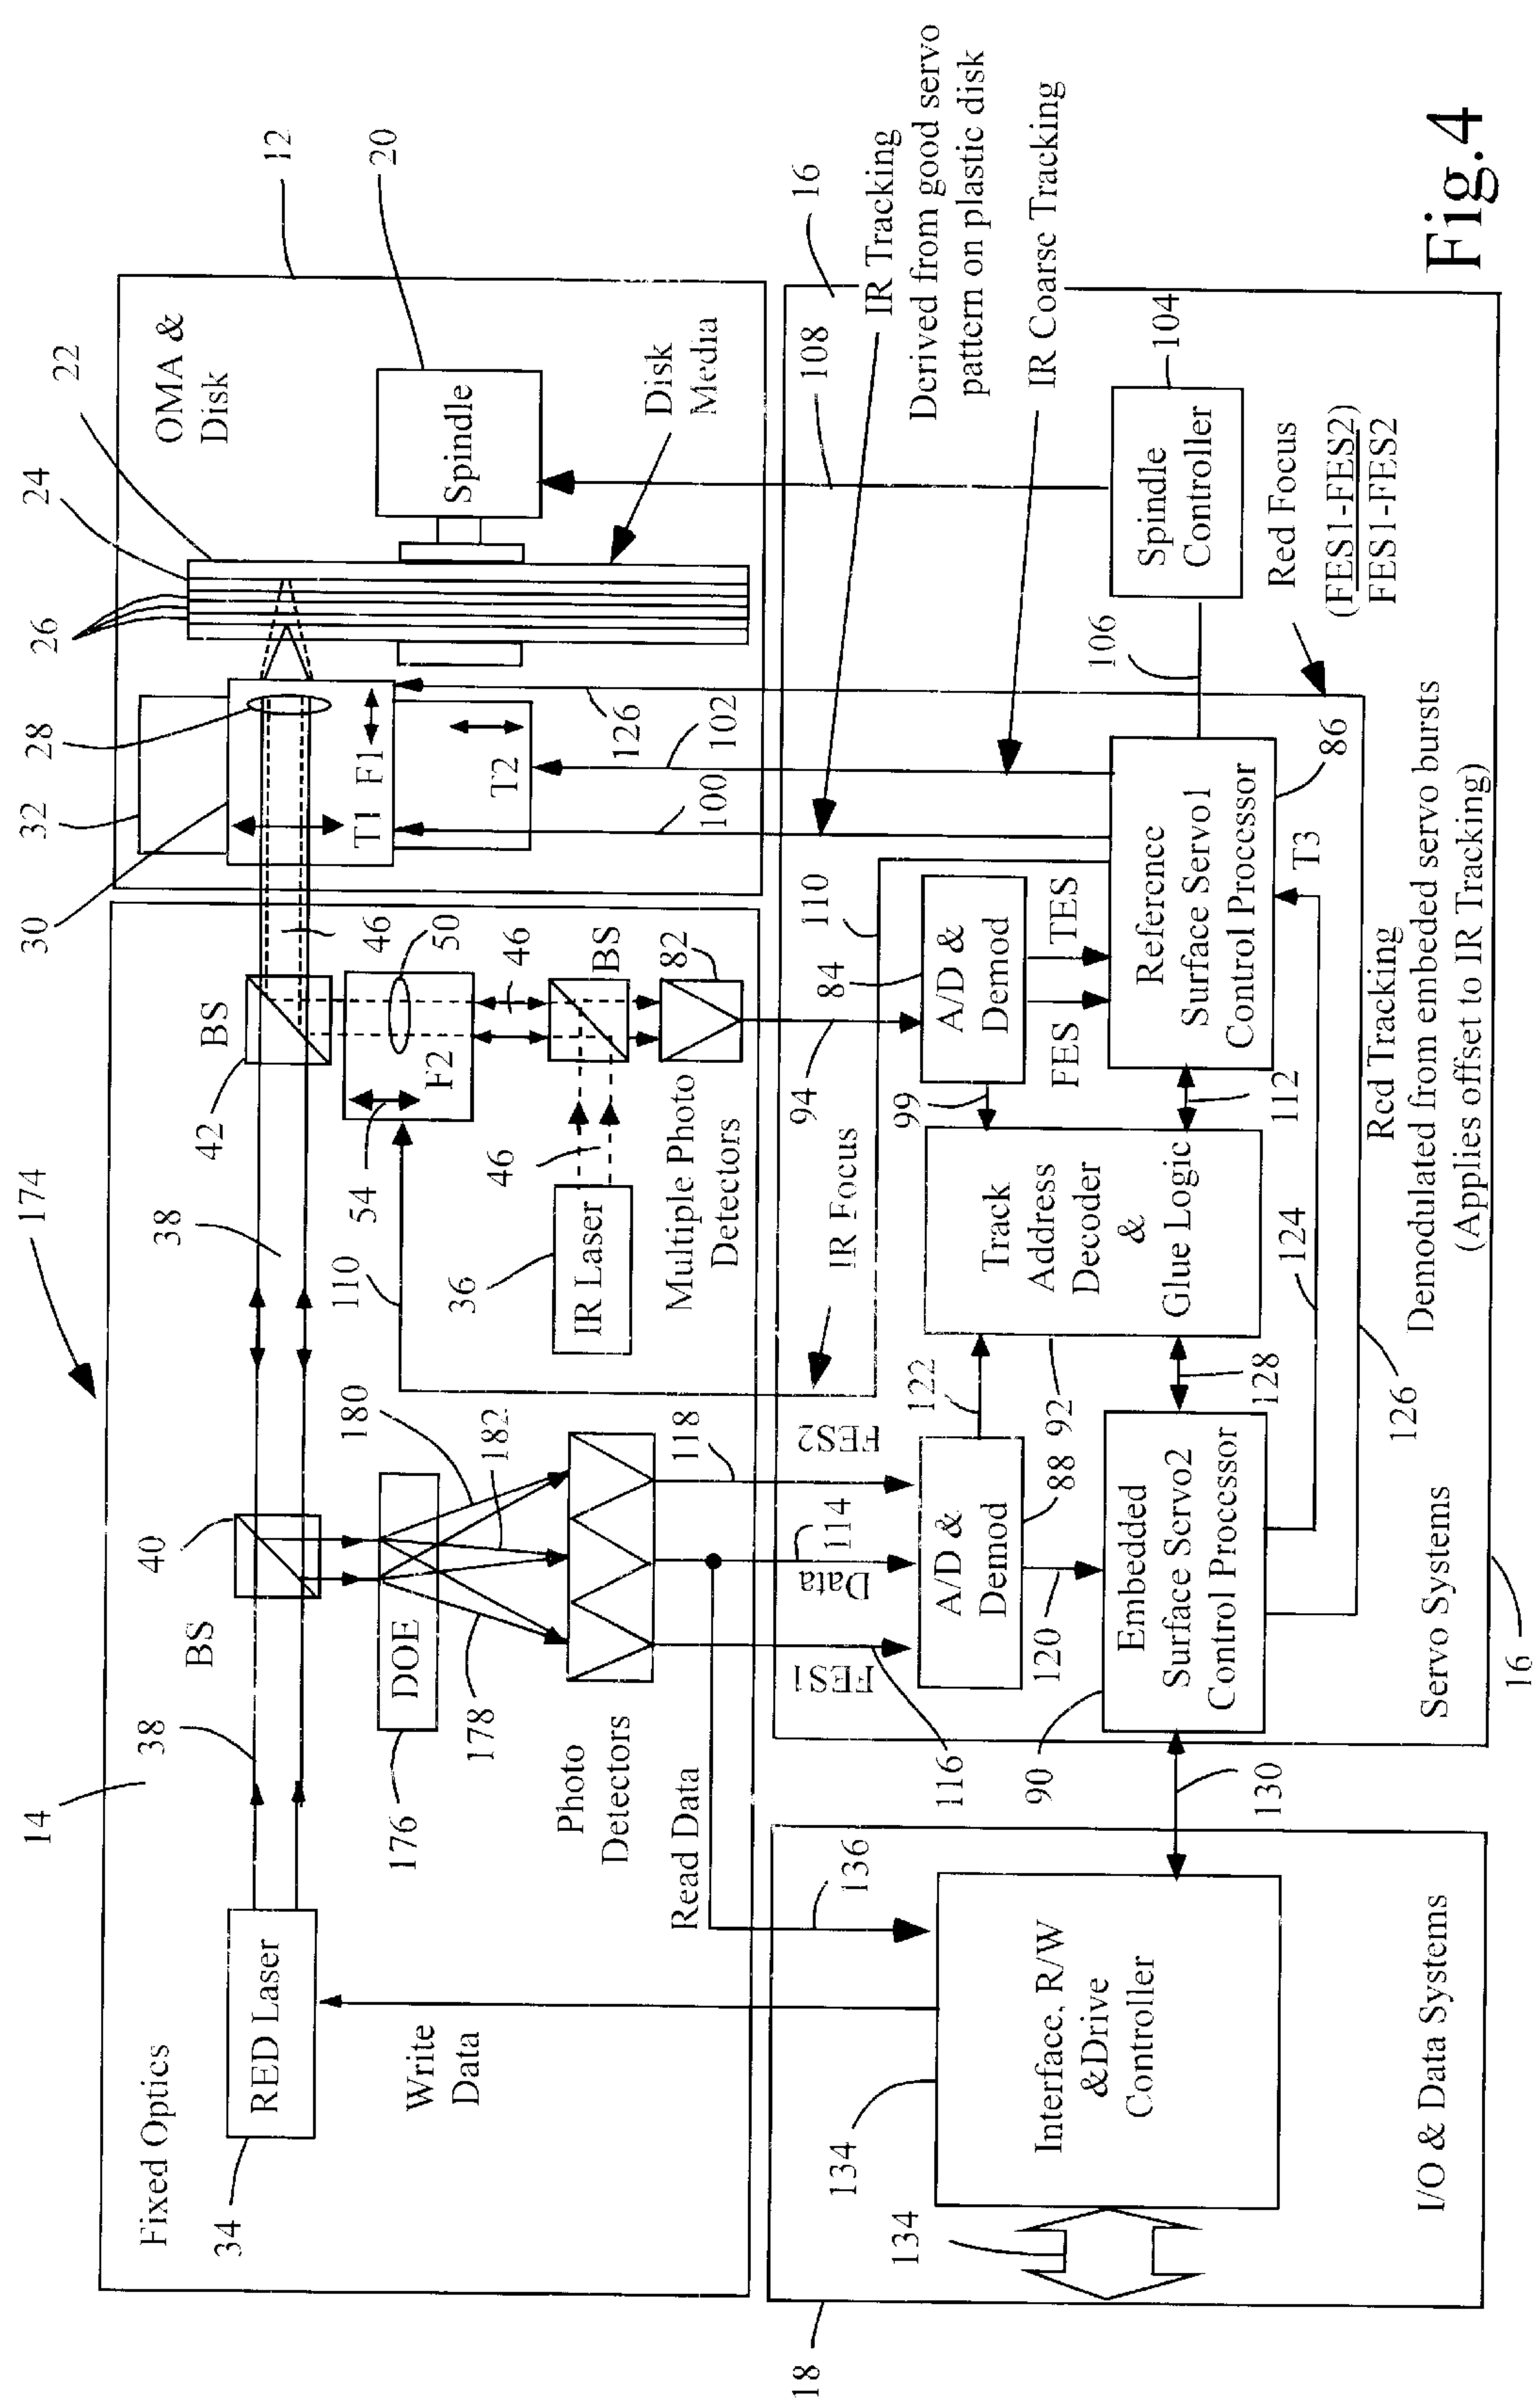 174
14
Fixed Optics
34
RED Laser
38
BS
40
38
42
BS
46
30
32
28
26
24
22
OMA &
Disk
12
20
Spindle
Disk
Media
T1
F1
T2
126
102
100
Write
Data
176
DOE
178
182
180
Photo
Detectors
Read Data
110
54
F2
50
46
46
BS
36
IR Laser
82
Multiple Photo
Detectors
18
134
134
Interface, R/W
&Drive
Controller
136
I/O & Data Systems
130
FES1
Data
FES2
116
114
118
A/D &
Demod
88
120
122
90
Embedded
Surface Servo2
Control Processor
128
92
Track
Address
Decoder
&
Glue Logic
IR Focus
94
99
84
A/D &
Demod
110
FES
TES
112
Reference
Surface Servo1
Control Processor
86
T3
124
126
106
Spindle
Controller
104
108
16
IR Tracking
Derived from good servo
pattern on plastic disk
IR Coarse Tracking
Red Focus
(FES1-FES2)
FES1-FES2
Red Tracking
Demodulated from embeded servo bursts
(Applies offset to IR Tracking)
Servo Systems
16
Fig.4